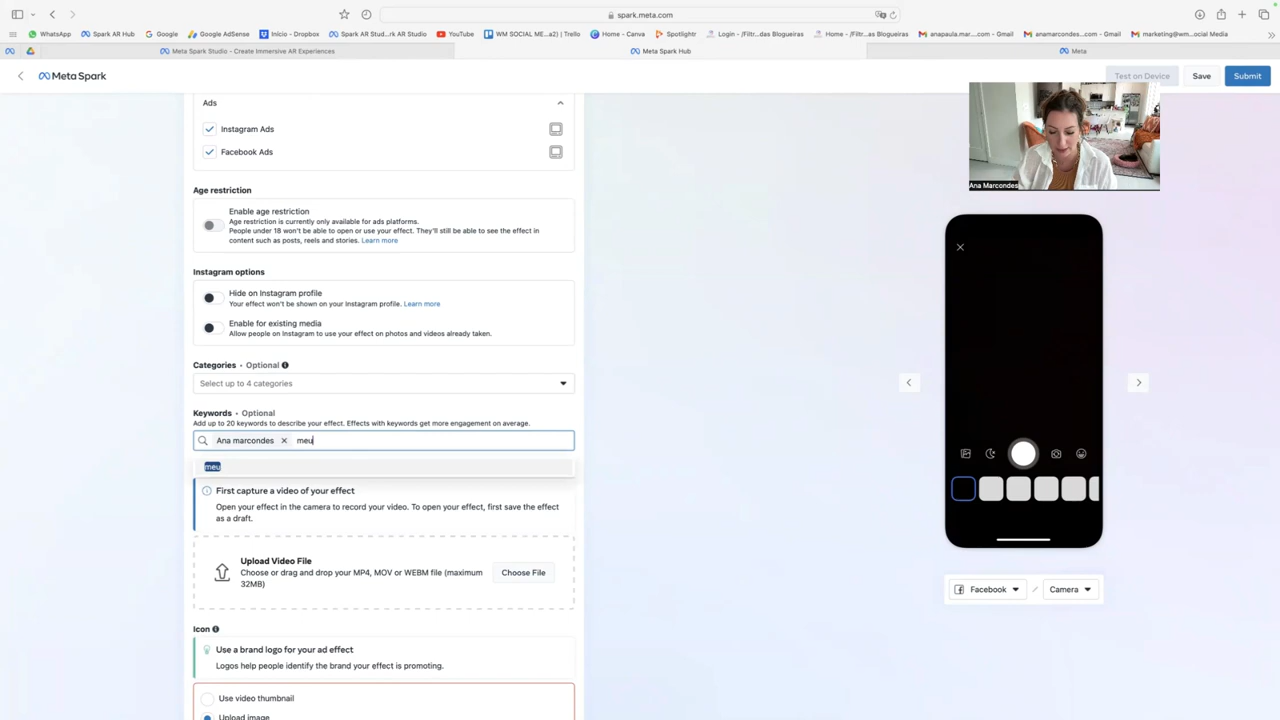 spark.meta.com
WhatsApp
Spark AR Hub
Google
Google AdSense
Início - Dropbox
Spark AR Stud...rk AR Studio
YouTube
WM SOCIAL ME...2) | Trello
Home - Canva
Spotlightr
Login - /Filtr...das Blogueiras
Home - /Filtr...das Blogueiras
anapaula.mar....com - Gmail
anamarcondes...com - Gmail
marketing@wm...ocial Media
Meta Spark Studio - Create Immersive AR Experiences
Meta Spark Hub
Meta
Meta Spark
Test on Device
Save
Submit
Ads
Instagram Ads
Facebook Ads
Age restriction
Enable age restriction
Age restriction is currently only available for ads platforms.
People under 18 won't be able to open or use your effect. They'll still be able to see the effect in
content such as posts, reels and stories. Learn more
Instagram options
Hide on Instagram profile
Your effect won't be shown on your Instagram profile. Learn more
Enable for existing media
Allow people on Instagram to use your effect on photos and videos already taken.
Categories • Optional
Select up to 4 categories
Keywords • Optional
Add up to 20 keywords to describe your effect. Effects with keywords get more engagement on average.
Ana marcondes meu
meu
First capture a video of your effect
Open your effect in the camera to record your video. To open your effect, first save the effect
as a draft.
Upload Video File
Choose or drag and drop your MP4, MOV or WEBM file (maximum
32MB)
Choose File
Icon
Use a brand logo for your ad effect
Logos help people identify the brand your effect is promoting.
Use video thumbnail
Upload image
Ana Marcondes
Facebook
Camera